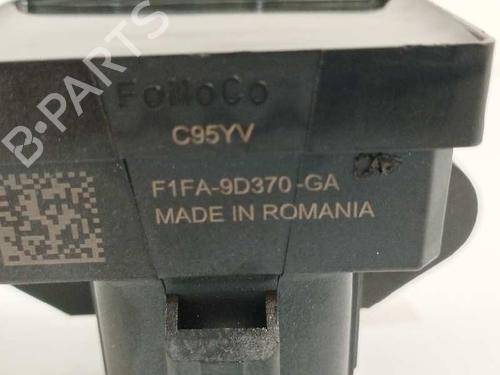 FoMoCo
C95YV
F1FA-9D370-GA
MADE IN ROMANIA
B-PARTS